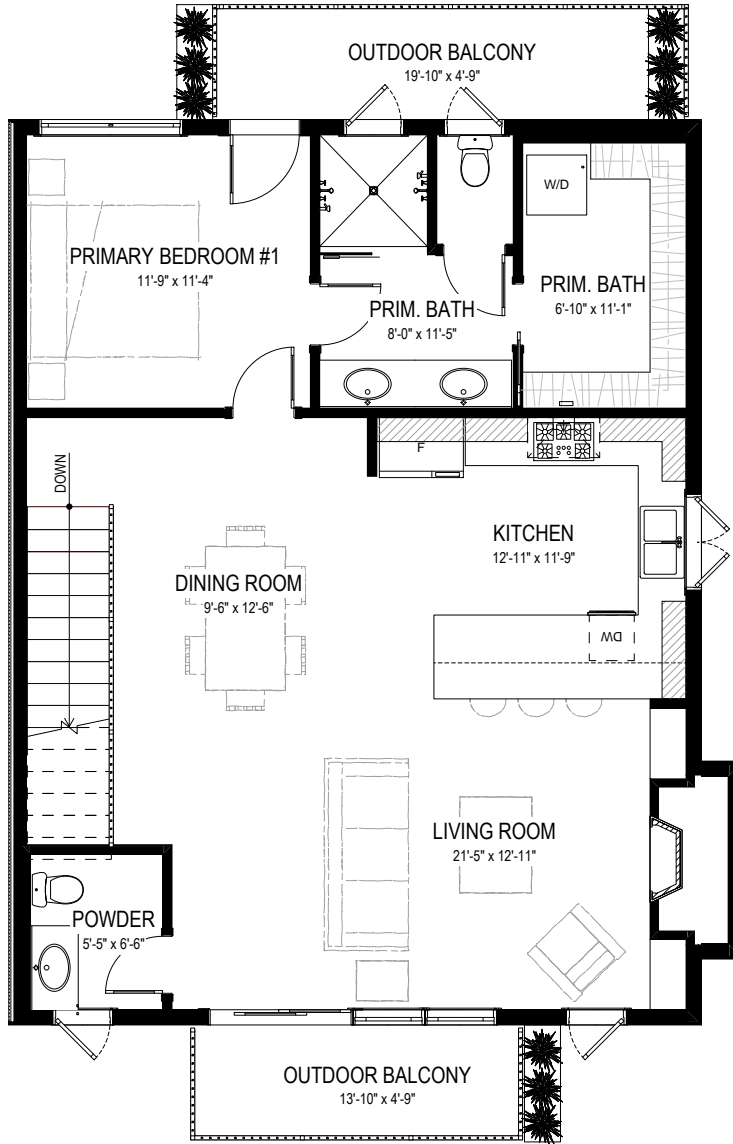 OUTDOOR BALCONY
19'-10" x 4'-9"
W/D
PRIMARY BEDROOM #1
11'-9" x 11'-4"
PRIM. BATH
8'-0" x 11'-5"
PRIM. BATH
6'-10" x 11'-1"
F
DOWN
KITCHEN
12'-11" x 11'-9"
DINING ROOM
9'-6" x 12'-6"
DW
LIVING ROOM
21'-5" x 12'-11"
POWDER
5'-5" x 6'-6"
OUTDOOR BALCONY
13'-10" x 4'-9"